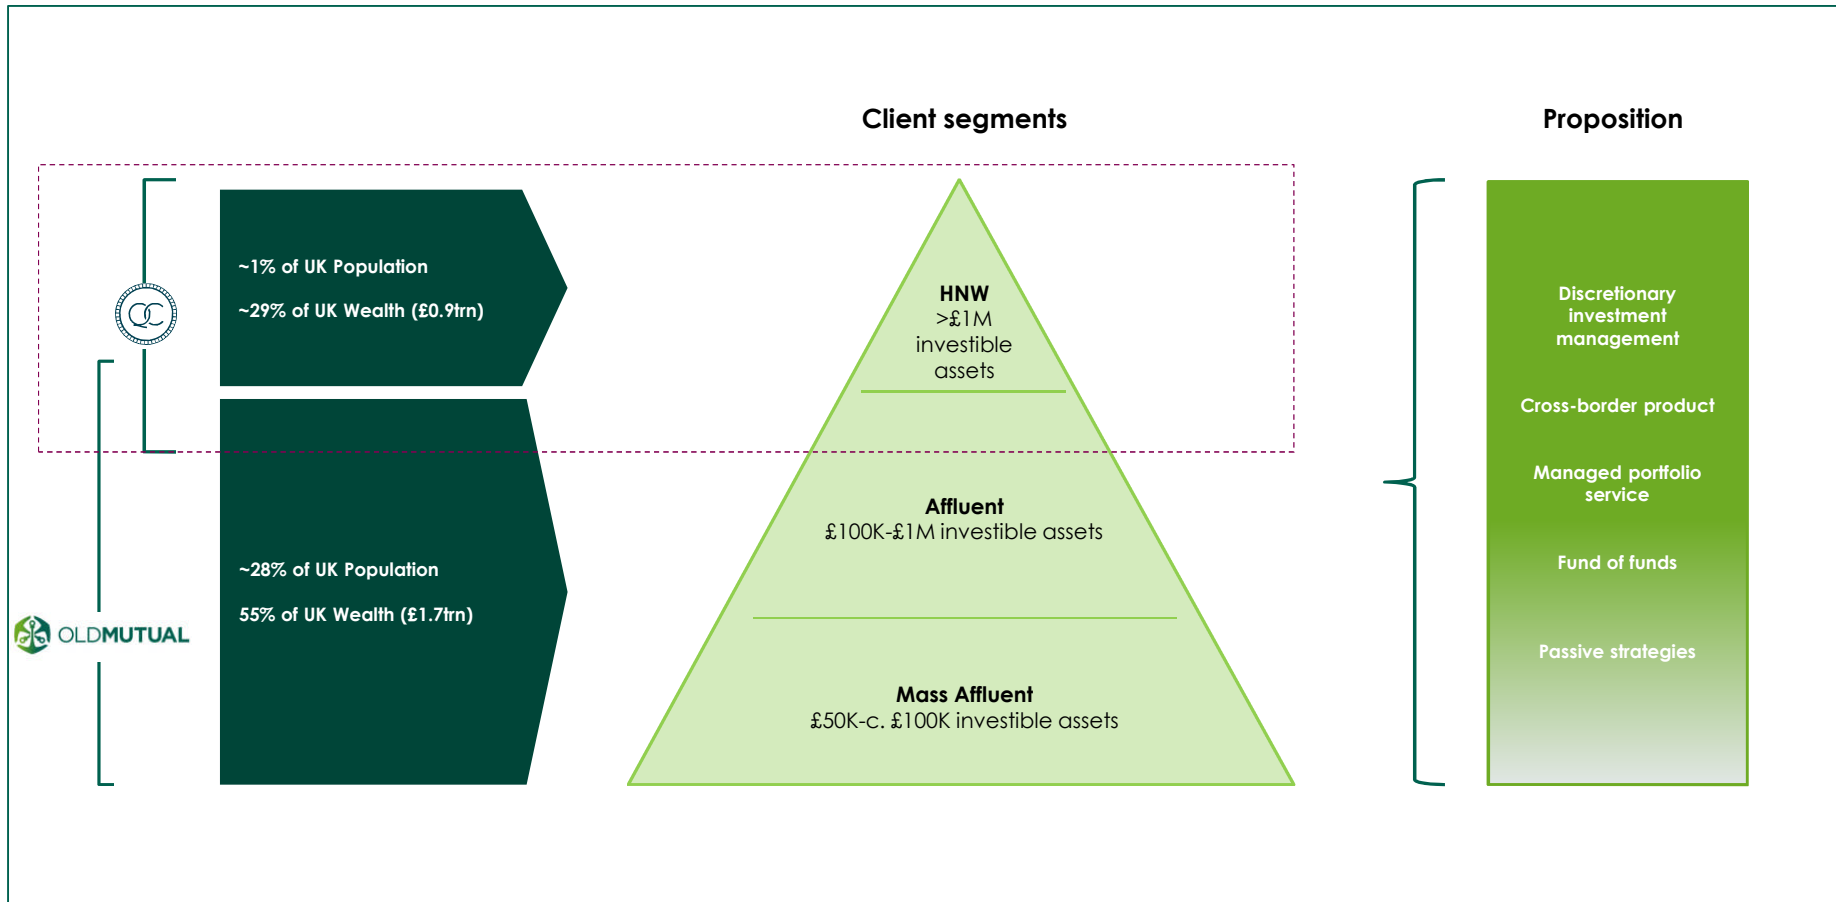 Client segments
Proposition
~1% of UK Population
~29% of UK Wealth (£0.9trn)
QC
OLDMUTUAL
~28% of UK Population
55% of UK Wealth (£1.7trn)
HNW
>£1M
investible
assets
Affluent
£100K-£1M investible assets
Mass Affluent
£50K-c. £100K investible assets
Discretionary
investment
management
Cross-border product
Managed portfolio
service
Fund of funds
Passive strategies